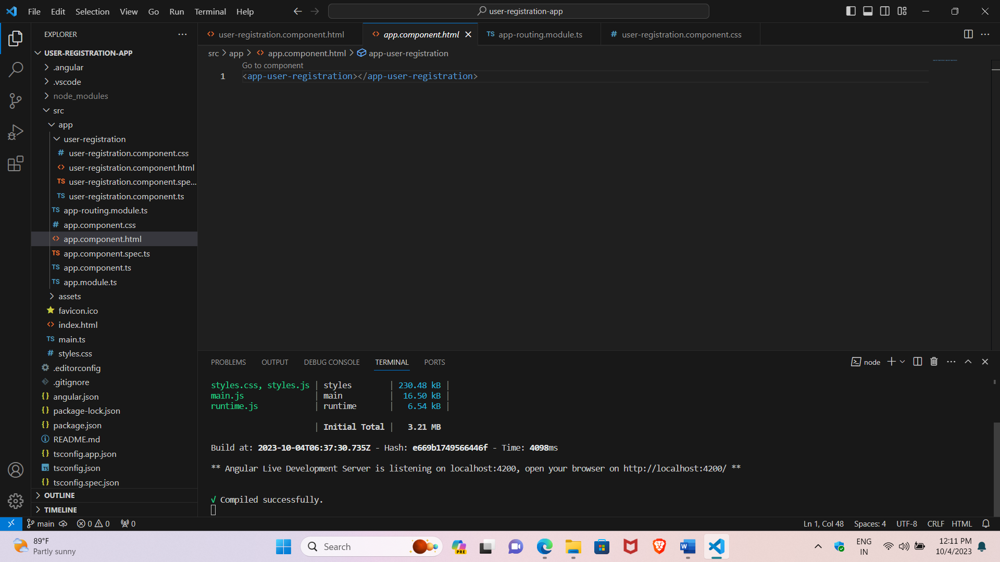 File Edit Selection View Go Run Terminal Help
user-registration-app
EXPLORER
USER-REGISTRATION-APP
.angular
.vscode
node_modules
src
app
user-registration
# user-registration.component.css
<> user-registration.component.html
TS user-registration.component.spe...
TS user-registration.component.ts
TS app-routing.module.ts
# app.component.css
<> app.component.html
TS app.component.spec.ts
TS app.component.ts
TS app.module.ts
assets
favicon.ico
<> index.html
TS main.ts
# styles.css
.editorconfig
.gitignore
{} angular.json
{} package-lock.json
{} package.json
README.md
{} tsconfig.app.json
TS tsconfig.json
{} tsconfig.spec.json
OUTLINE
TIMELINE
<> user-registration.component.html
<> app.component.html
TS app-routing.module.ts
# user-registration.component.css
src > app > <> app.component.html > app-user-registration
Go to component
1 <app-user-registration></app-user-registration>
PROBLEMS OUTPUT DEBUG CONSOLE TERMINAL PORTS
node
styles.css, styles.js | styles | 230.48 kB |
main.js | main | 16.50 kB |
runtime.js | runtime | 6.54 kB |
| Initial Total | 3.21 MB
Build at: 2023-10-04T06:37:30.735Z - Hash: e669b1749566446f - Time: 4098ms
** Angular Live Development Server is listening on localhost:4200, open your browser on http://localhost:4200/ **
√ Compiled successfully.
main 0 0 0
Ln 1, Col 48 Spaces: 4 UTF-8 CRLF HTML
89°F
Partly sunny
Search
PRE
W
ENG
IN
12:11 PM
10/4/2023